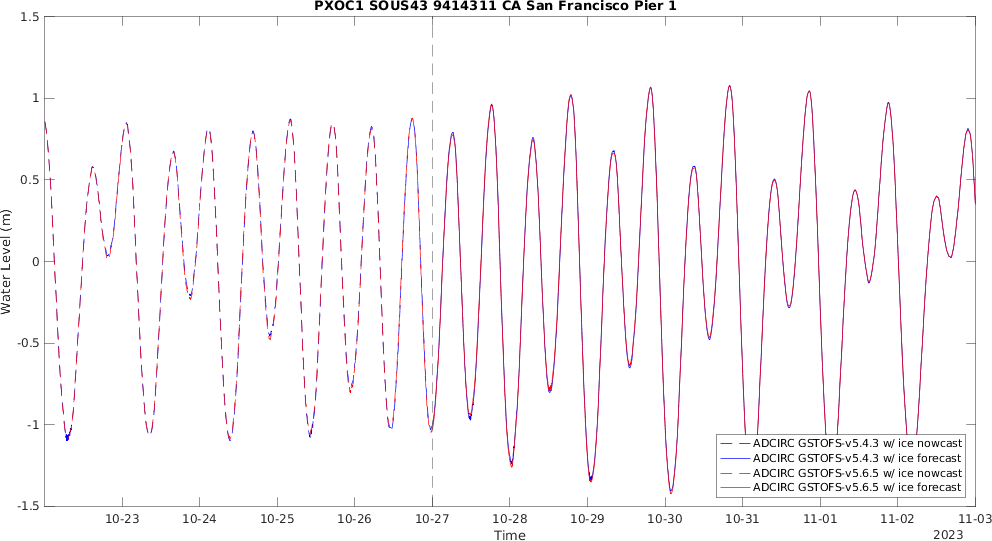 PXOC1 SOUS43 9414311 CA San Francisco Pier 1
1.5
1
0.5
0
-0.5
-1
-1.5
Water Level (m)
10-23 10-24 10-25 10-26 10-27 10-28 10-29 10-30 10-31 11-01 11-02 11-03
Time
2023
ADCIRC GSTOFS-v5.4.3 w/ ice nowcast
ADCIRC GSTOFS-v5.4.3 w/ ice forecast
ADCIRC GSTOFS-v5.6.5 w/ ice nowcast
ADCIRC GSTOFS-v5.6.5 w/ ice forecast